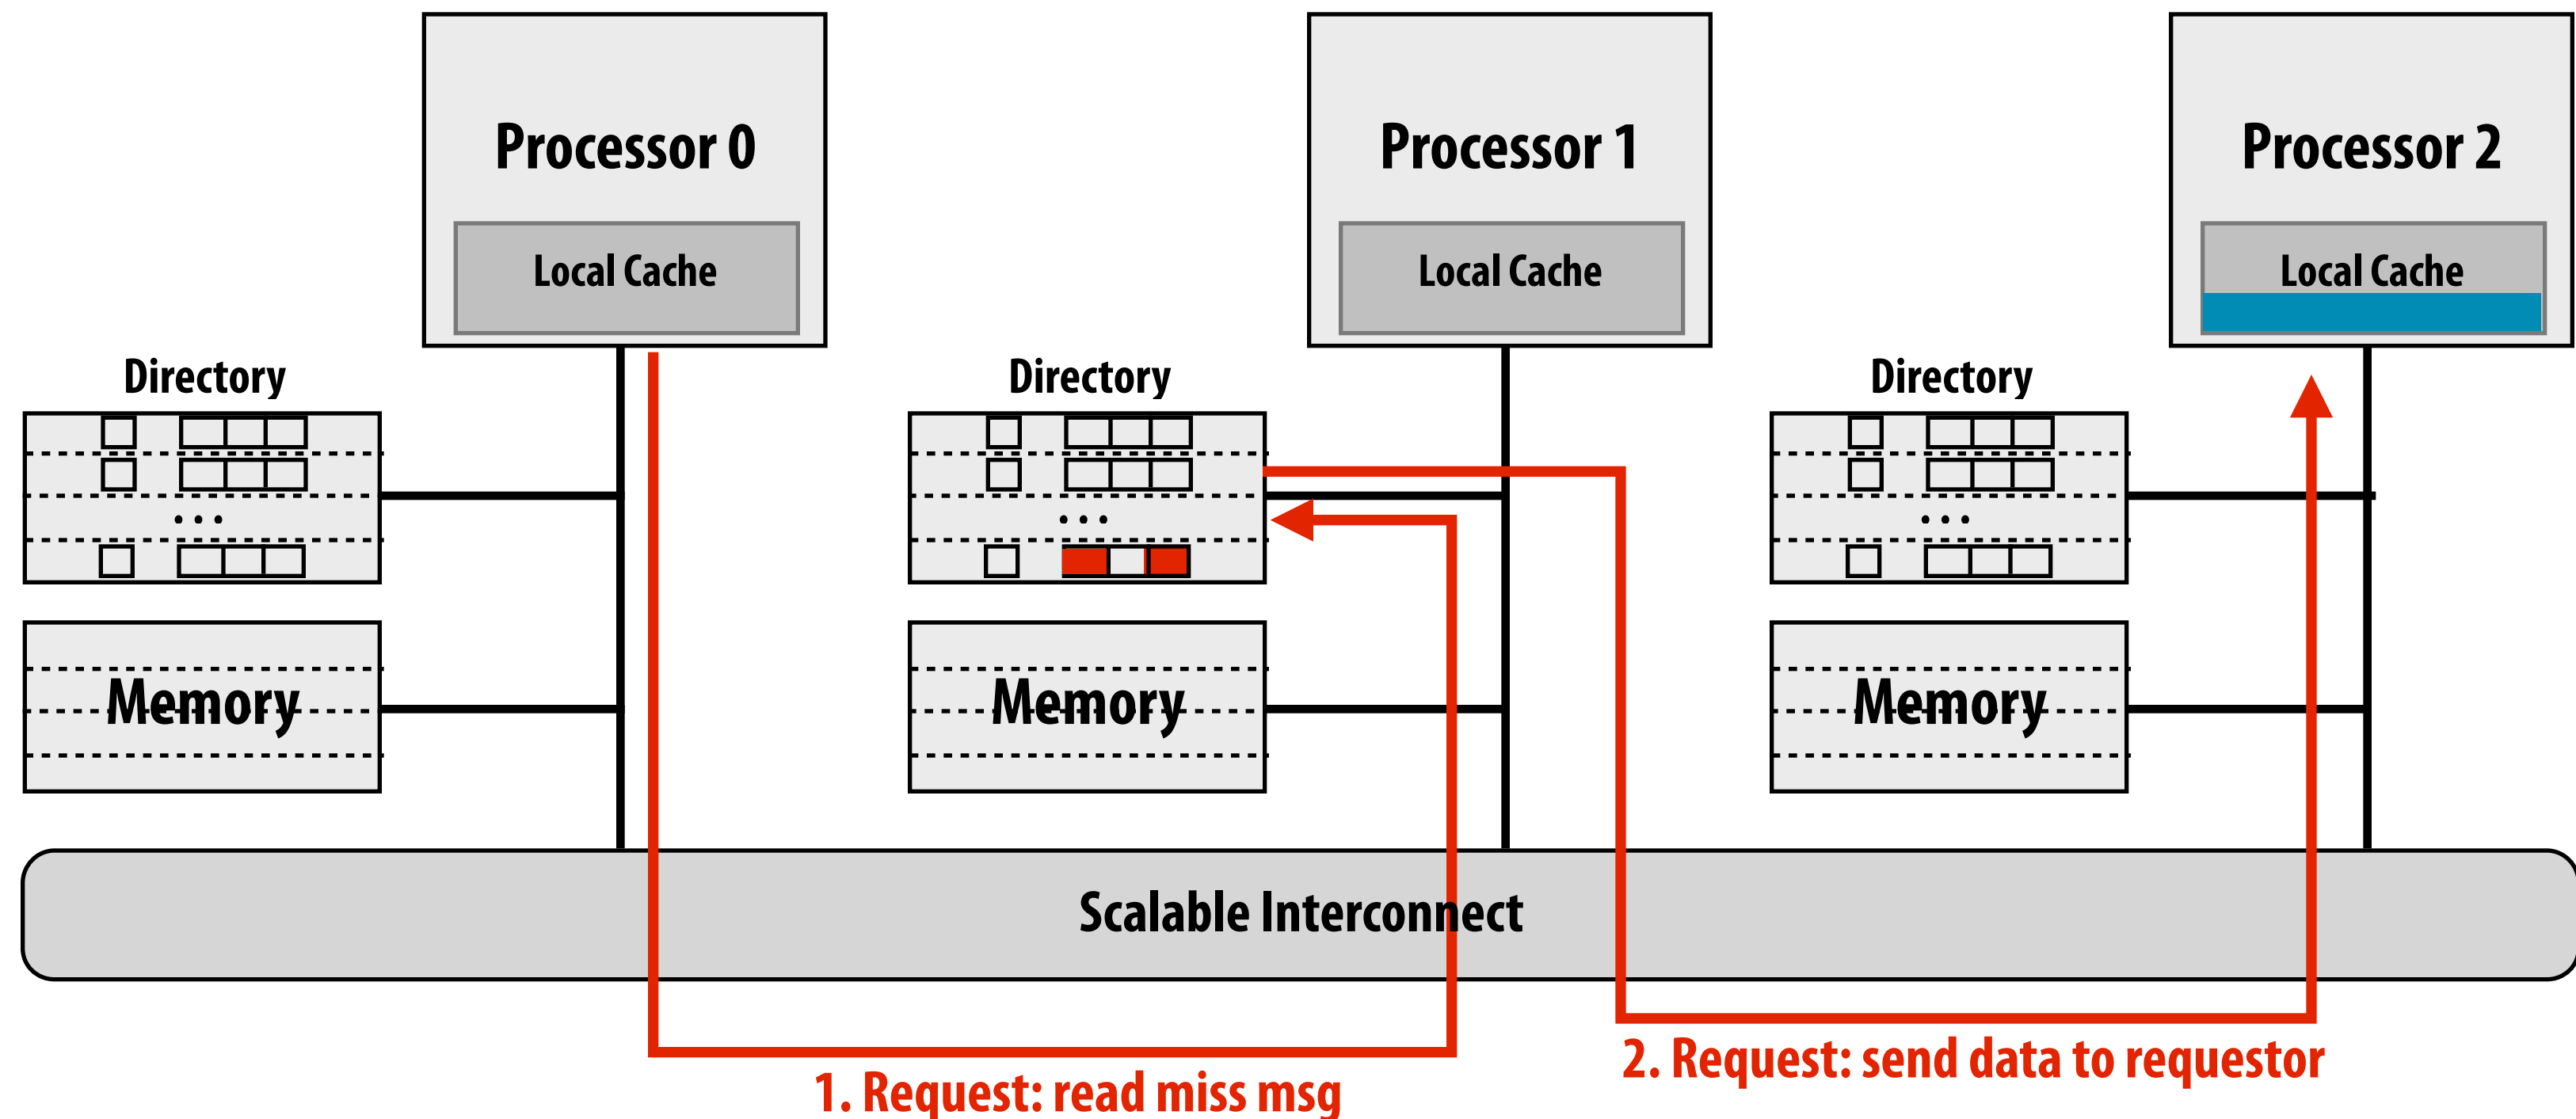 Processor 0
Processor 1
Processor 2
Local Cache
Local Cache
Local Cache
Directory
Directory
Directory
• • •
• • •
• • •
Memory
Memory
Memory
Scalable Interconnect
1. Request: read miss msg
2. Request: send data to requestor